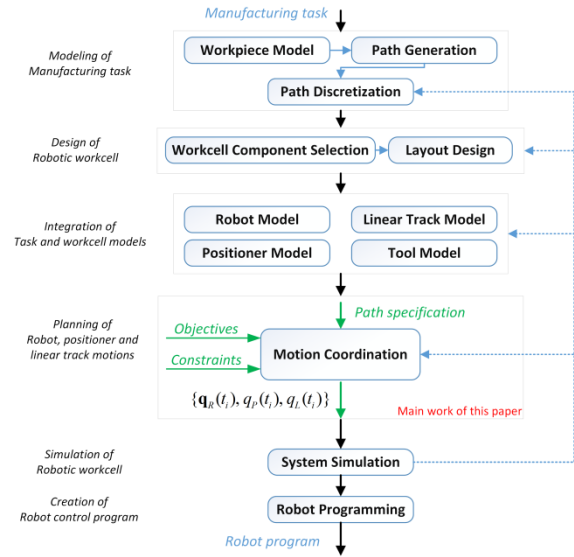 Manufacturing task
Modeling of
Manufacturing task
Workpiece Model
Path Generation
Path Discretization
Design of
Robotic workcell
Workcell Component Selection
Layout Design
Integration of
Task and workcell models
Robot Model
Linear Track Model
Positioner Model
Tool Model
Planning of
Robot, positioner and
linear track motions
Path specification
Objectives
Constraints
Motion Coordination
{q_R(t_i), q_P(t_i), q_L(t_i)}
Main work of this paper
Simulation of
Robotic workcell
System Simulation
Creation of
Robot control program
Robot Programming
Robot program